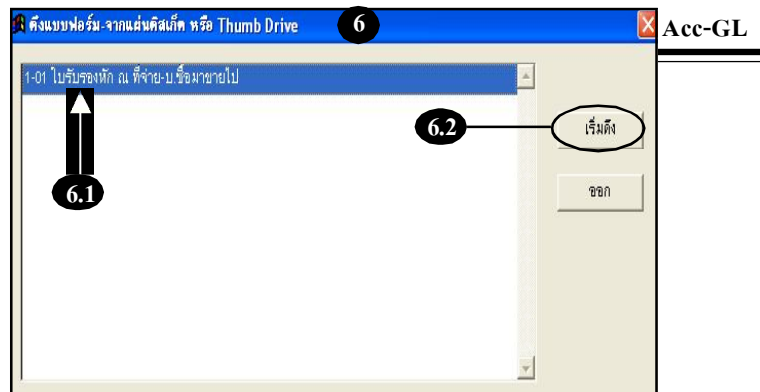 ดึงแบบฟอร์ม-จากแผ่นดิสเก็ต หรือ Thumb Drive 6
Acc-GL
1-01 ใบรับรองหัก ณ ที่จ่าย-บ.ซื้อมาขายไป
6.2 เริ่มดึง
6.1 ออก